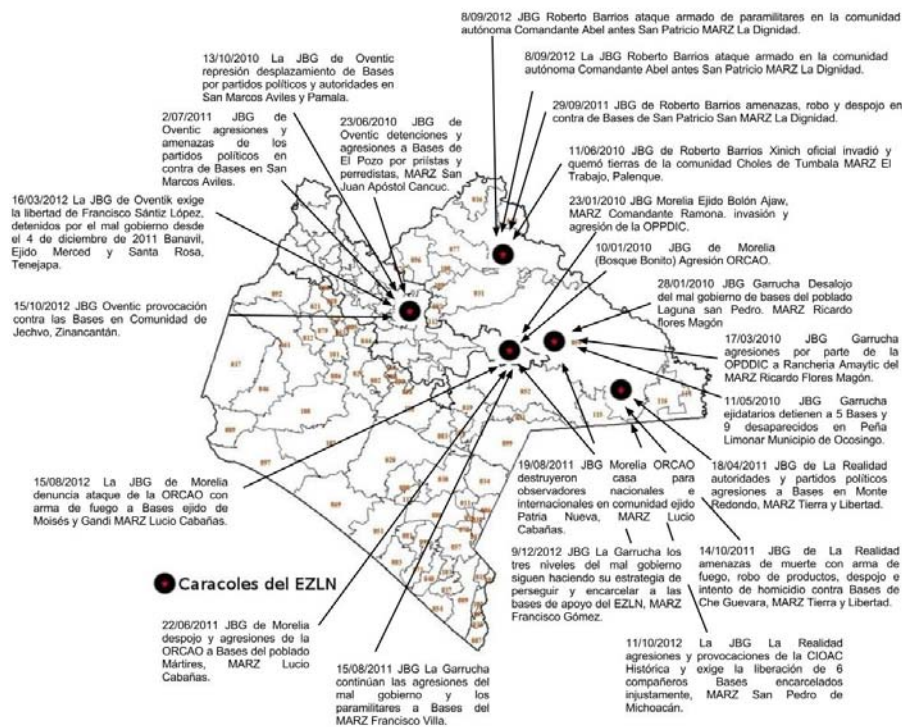 8/09/2012 JBG Roberto Barrios ataque armado de paramilitares en la comunidad
autónoma Comandante Abel antes San Patricio MARZ La Dignidad.
13/10/2010 La JBG de Oventic
represión desplazamiento de Bases
por partidos políticos y autoridades en
San Marcos Aviles y Pamala.
8/09/2012 La JBG Roberto Barrios ataque armado en la comunidad
autónoma Comandante Abel antes San Patricio MARZ La Dignidad.
2/07/2011 JBG de
Oventic agresiones y
amenazas de los
partidos políticos en
contra de Bases en San
Marcos Aviles.
23/06/2010 JBG de
Oventic detenciones y
agresiones a Bases de
El Pozo por priístas y
perredistas, MARZ San
Juan Apóstol Cancuc.
29/09/2011 JBG de Roberto Barrios amenazas, robo y despojo en
contra de Bases de San Patricio San MARZ La Dignidad.
11/06/2010 JBG de Roberto Barrios Xinich oficial invadió y
quemó tierras de la comunidad Choles de Tumbala MARZ El
Trabajo, Palenque.
16/03/2012 La JBG de Oventik
exige la libertad de Francisco Sántiz López,
detenidos por el mal gobierno desde
el 4 de diciembre de 2011 Banavil,
Ejido Merced y Santa Rosa,
Tenejapa.
23/01/2010 JBG Morelia Ejido Bolón Ajaw,
MARZ Comandante Ramona. invasión y
agresión de la OPPDIC.
10/01/2010 JBG de Morelia
(Bosque Bonito) Agresión ORCAO.
28/01/2010 JBG Garrucha Desalojo
del mal gobierno de bases del poblado
Laguna san Pedro. MARZ Ricardo
flores Magón
15/10/2012 JBG Oventic provocación
contra las Bases en Comunidad de
Jechvo, Zinancantán.
17/03/2010 JBG Garrucha
agresiones por parte de la
OPDDIC a Rancheria Amaytic del
MARZ Ricardo Flores Magón.
11/05/2010 JBG Garrucha
ejidatarios detienen a 5 Bases y
9 desaparecidos en Peña
Limonar Municipio de Ocosingo.
15/08/2012 La JBG de Morelia
denuncia ataque de la ORCAO con
arma de fuego a Bases ejido de
Moisés y Gandi MARZ Lucio Cabañas.
19/08/2011 JBG Morelia ORCAO
destruyeron casa para
observadores nacionales e
internacionales en comunidad ejido
Patria Nueva, MARZ Lucio
Cabañas.
18/04/2011 JBG de La Realidad
autoridades y partidos políticos
agresiones a Bases en Monte
Redondo, MARZ Tierra y Libertad.
9/12/2012 JBG La Garrucha los
tres niveles del mal gobierno
siguen haciendo su estrategia de
perseguir y encarcelar a las
bases de apoyo del EZLN, MARZ
Francisco Gómez.
14/10/2011 JBG de La Realidad
amenazas de muerte con arma de
fuego, robo de productos, despojo e
intento de homicidio contra Bases de
Che Guevara, MARZ Tierra y Libertad.
Caracoles del EZLN
22/06/2011 JBG de Morelia
despojo y agresiones de la
ORCAO a Bases del poblado
Mártires, MARZ Lucio
Cabañas.
15/08/2011 JBG La Garrucha
continúan las agresiones del
mal gobierno y los
paramilitares a Bases del
MARZ Francisco Villa.
11/10/2012 La JBG La Realidad
agresiones y provocaciones de la CIOAC
Histórica y exige la liberación de 6
compañeros Bases encarcelados
injustamente, MARZ San Pedro de
Michoacán.